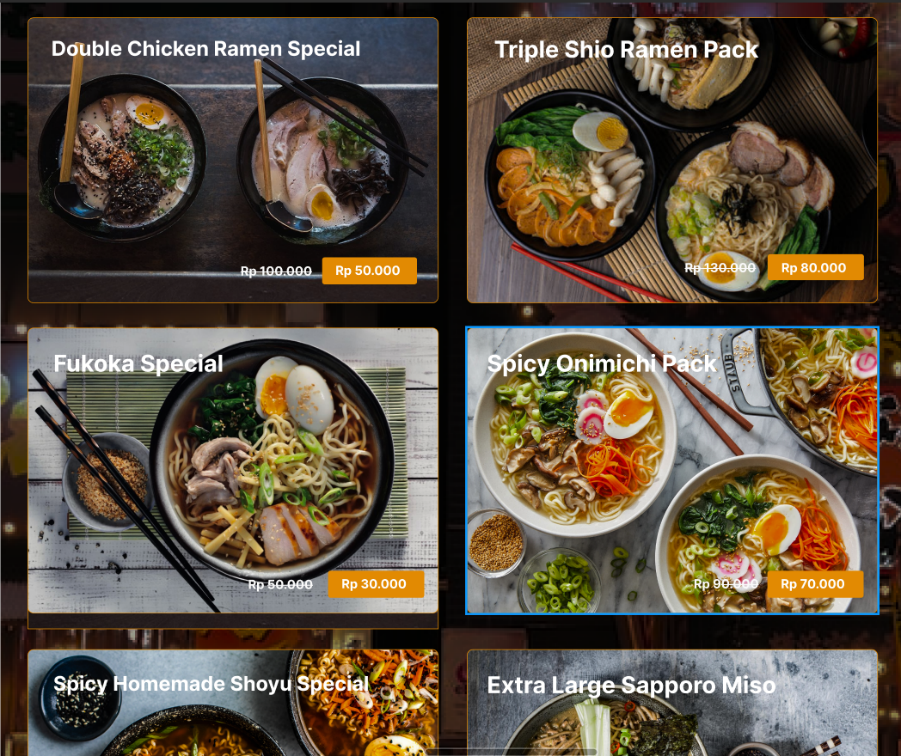 Double Chicken Ramen Special
Triple Shio Ramen Pack
Rp 100.000 Rp 50.000
Rp 130.000 Rp 80.000
Fukoka Special
Spicy Onimichi Pack
STAUB
Rp 50.000 Rp 30.000
Rp 90.000 Rp 70.000
Spicy Homemade Shoyu Special
Extra Large Sapporo Miso